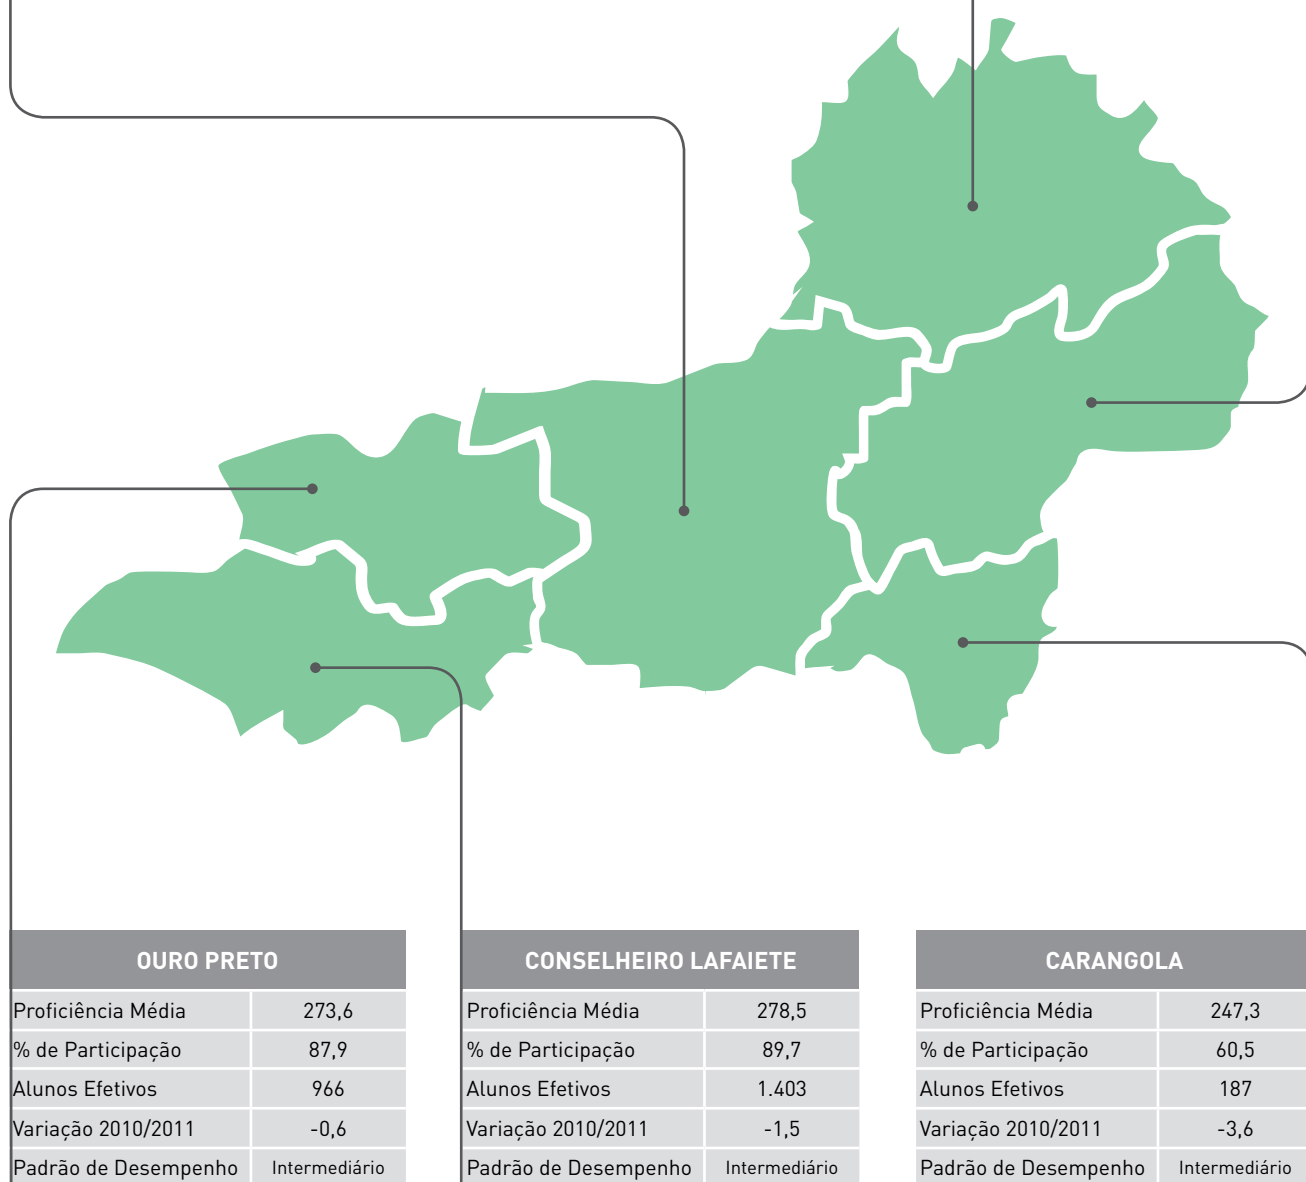 OURO PRETO
Proficiência Média 273,6
% de Participação 87,9
Alunos Efetivos 966
Variação 2010/2011 -0,6
Padrão de Desempenho Intermediário
CONSELHEIRO LAFAIETE
Proficiência Média 278,5
% de Participação 89,7
Alunos Efetivos 1.403
Variação 2010/2011 -1,5
Padrão de Desempenho Intermediário
CARANGOLA
Proficiência Média 247,3
% de Participação 60,5
Alunos Efetivos 187
Variação 2010/2011 -3,6
Padrão de Desempenho Intermediário